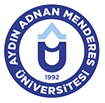 AYDIN ADNAN MENDERES
1992
ÜNİVERSİTESİ